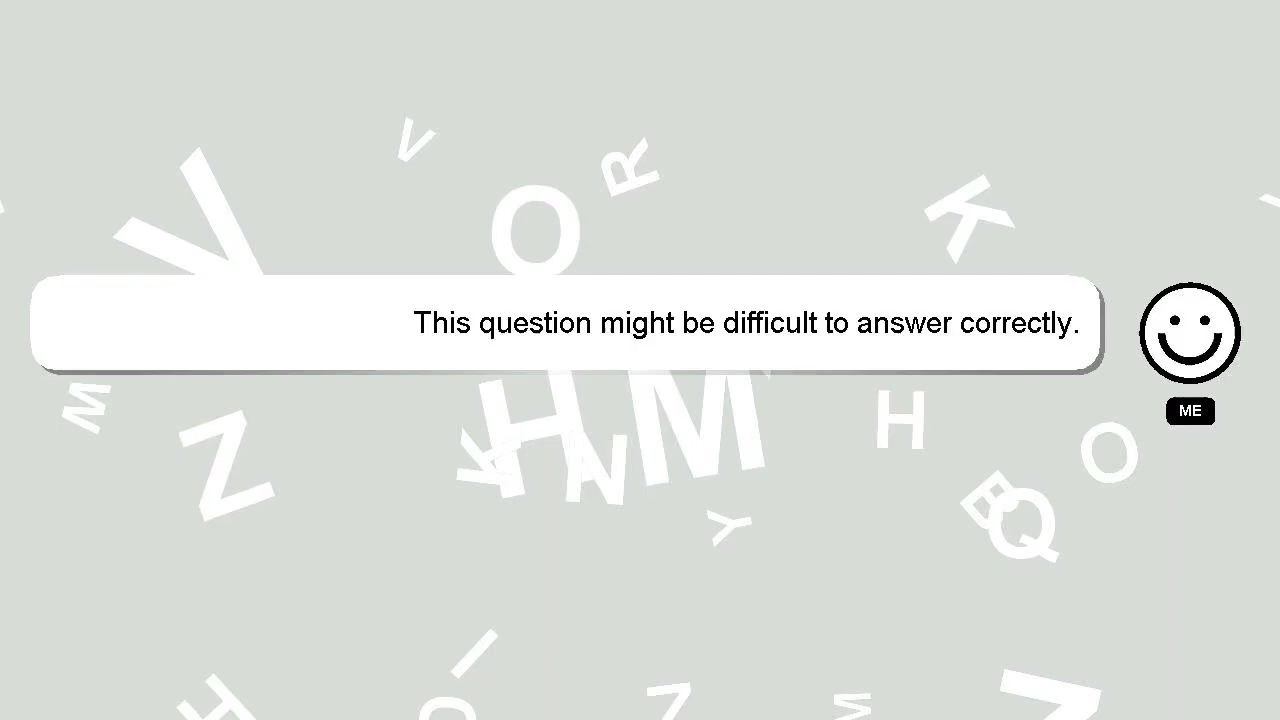 V
R
O
K
V
This question might be difficult to answer correctly.
ME
M
H
M
H
O
Z
K
N
B
Q
Y
I
H
O
Z
M